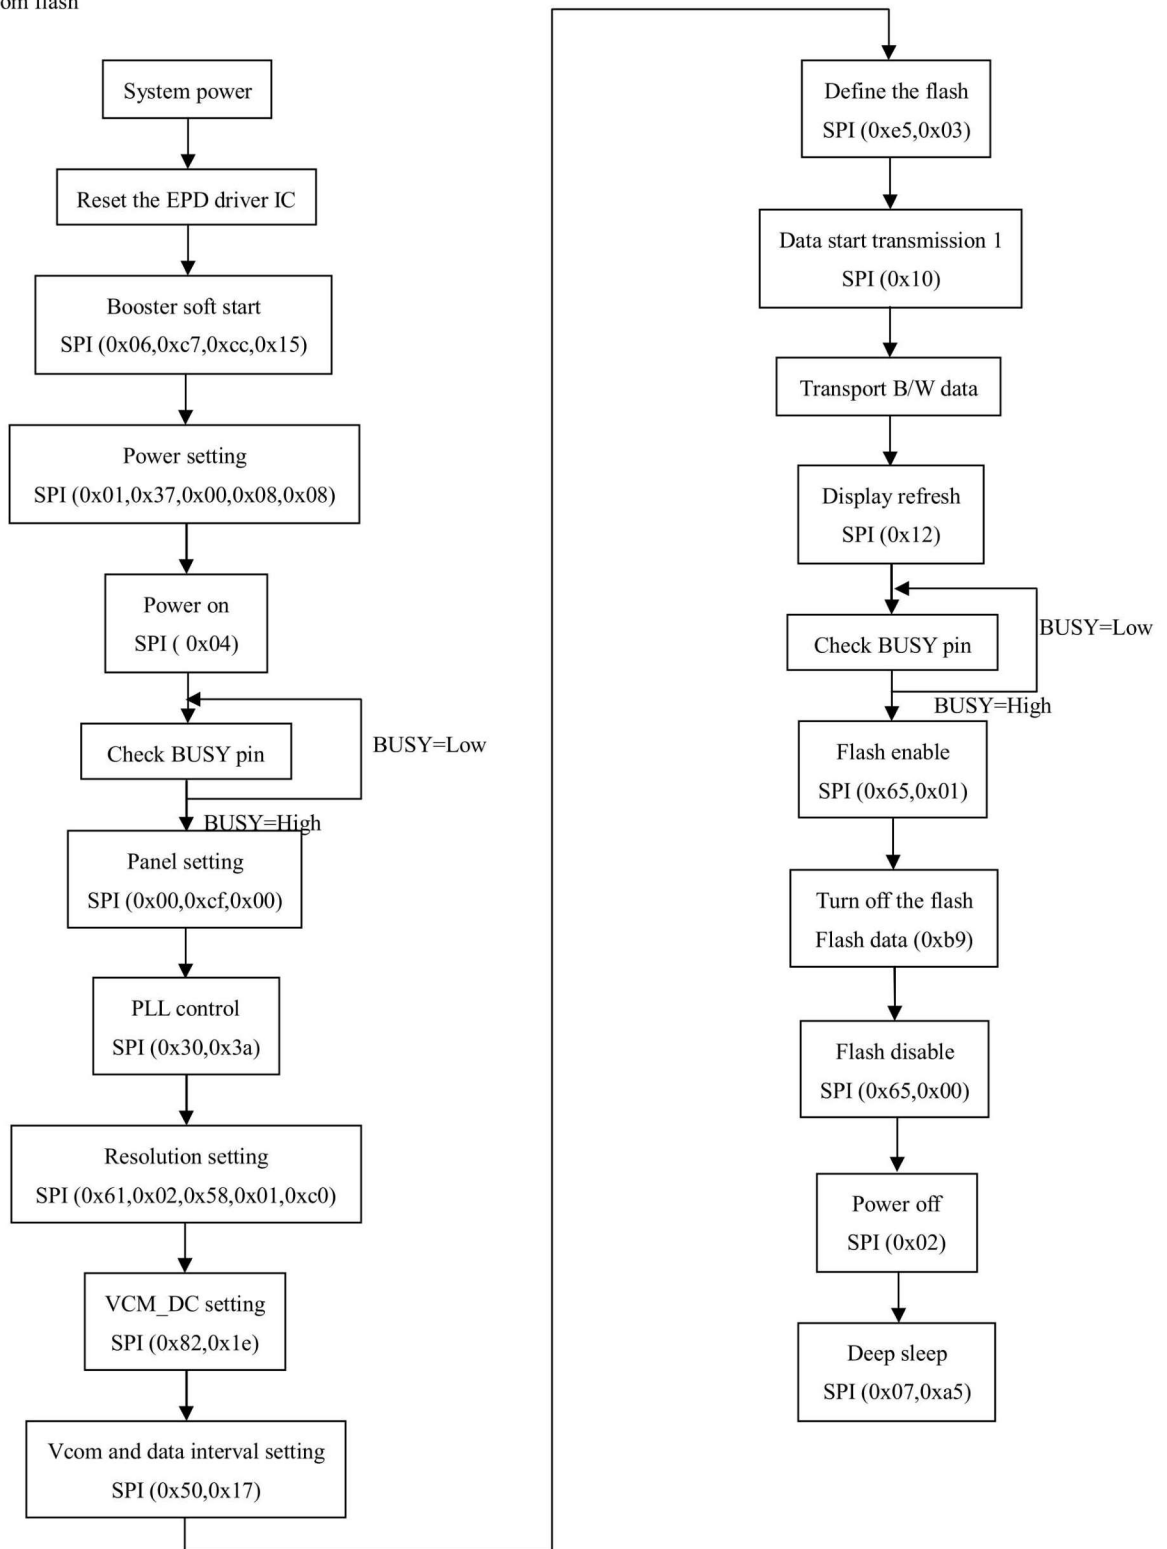 flash
System power
Reset the EPD driver IC
Booster soft start
SPI (0x06,0xc7,0xcc,0x15)
Power setting
SPI (0x01,0x37,0x00,0x08,0x08)
Power on
SPI ( 0x04)
Check BUSY pin
BUSY=Low
BUSY=High
Panel setting
SPI (0x00,0xcf,0x00)
PLL control
SPI (0x30,0x3a)
Resolution setting
SPI (0x61,0x02,0x58,0x01,0xc0)
VCM_DC setting
SPI (0x82,0x1e)
Vcom and data interval setting
SPI (0x50,0x17)
Define the flash
SPI (0xe5,0x03)
Data start transmission 1
SPI (0x10)
Transport B/W data
Display refresh
SPI (0x12)
BUSY=Low
Check BUSY pin
BUSY=High
Flash enable
SPI (0x65,0x01)
Turn off the flash
Flash data (0xb9)
Flash disable
SPI (0x65,0x00)
Power off
SPI (0x02)
Deep sleep
SPI (0x07,0xa5)